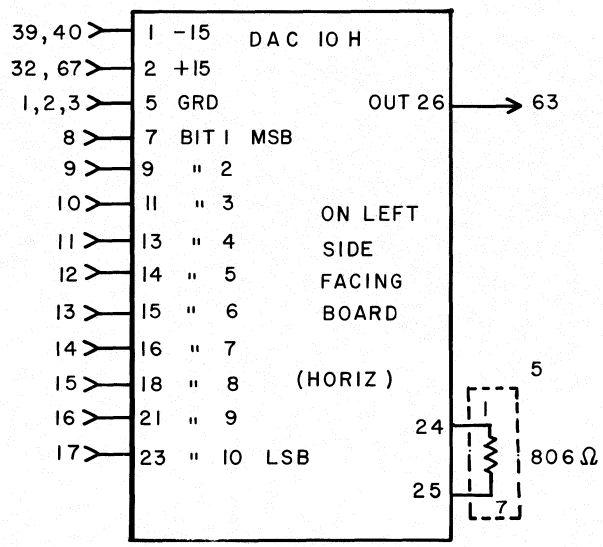 39,40 1 -15 DAC 10H
32,67 2 +15
1,2,3 5 GRD OUT 26 63
8 7 BIT 1 MSB
9 9 " 2
10 11 " 3 ON LEFT
11 13 " 4 SIDE
12 14 " 5 FACING
13 15 " 6 BOARD
14 16 " 7
15 18 " 8 (HORIZ) 5
16 21 " 9 24 1
17 23 " 10 LSB 806Ω
25 7